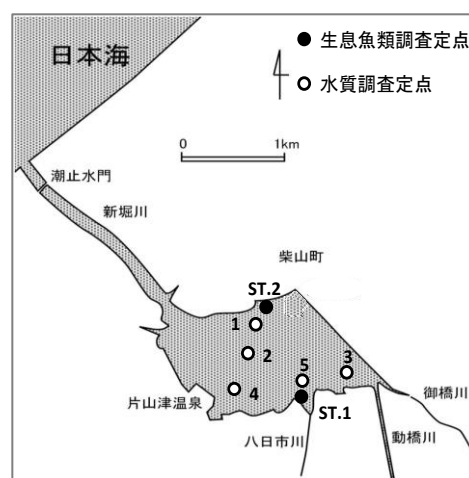 日本海
● 生息魚類調査定点
○ 水質調査定点
0 1km
潮止水門
新堀川
柴山町
ST.2
1
2
3
5
4
片山津温泉
ST.1
御橋川
八日市川
動橋川